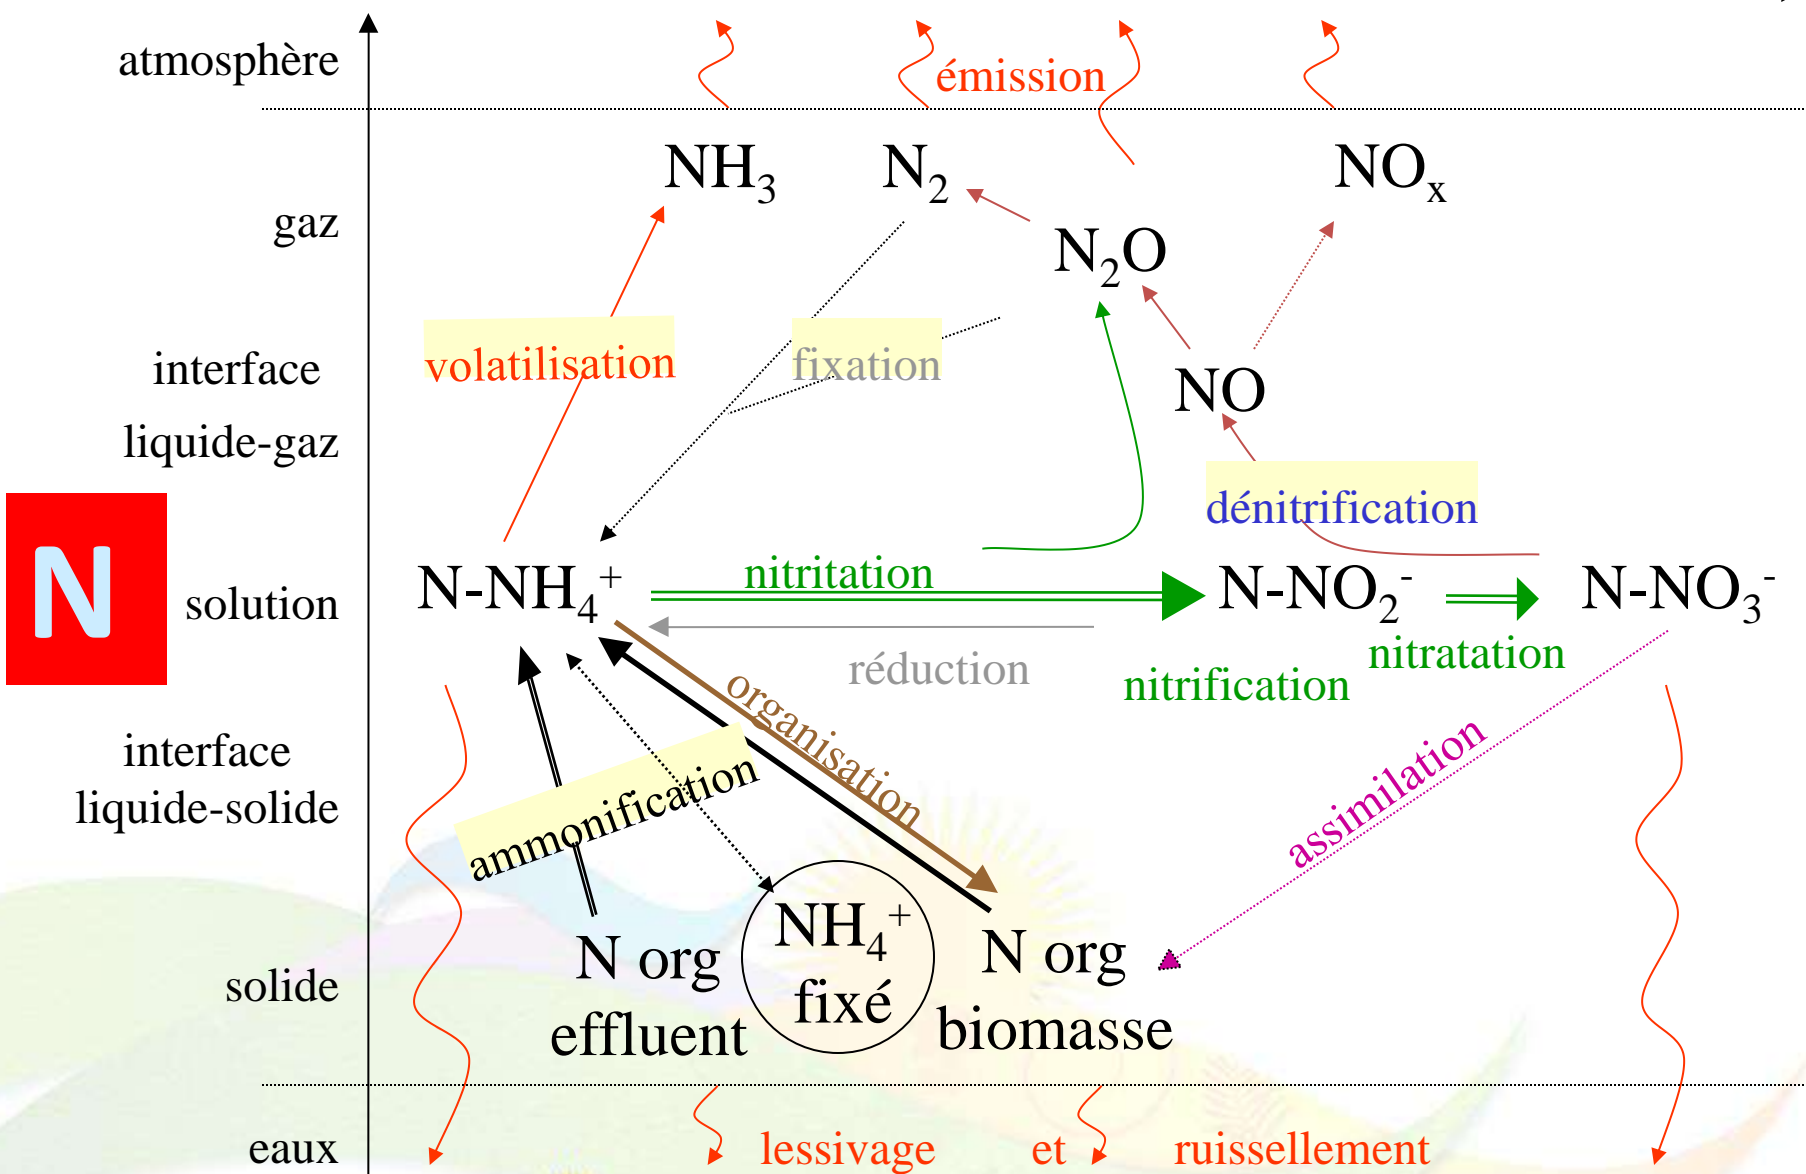 atmosphère
émission
NH₃ N₂ NOₓ
gaz
N₂O
interface
volatilisation fixation
NO
liquide-gaz
dénitrification
N
solution
N-NH₄⁺ nitritation N-NO₂⁻ N-NO₃⁻
réduction nitrification nitratation
organisation
interface
liquide-solide
ammonification
assimilation
solide
N org
effluent
NH₄⁺
fixé
N org
biomasse
eaux
lessivage et ruissellement